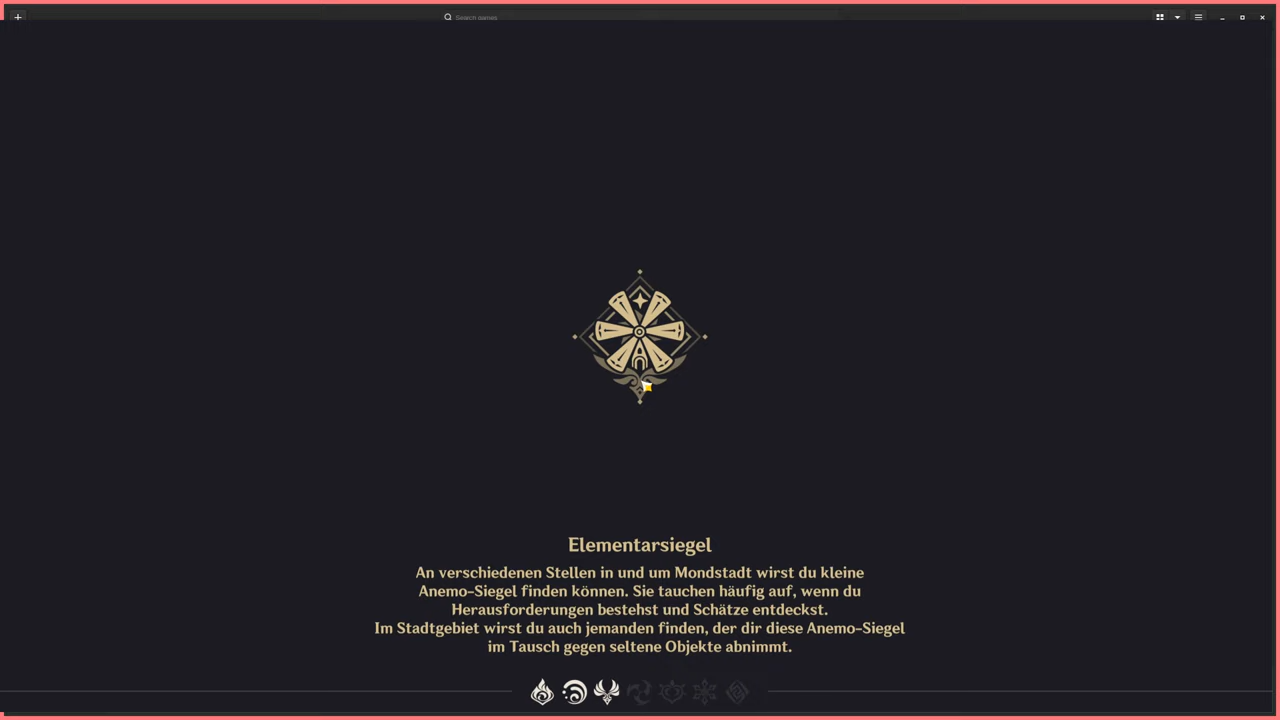 Search games
Elementarsiegel
An verschiedenen Stellen in und um Mondstadt wirst du kleine
Anemo-Siegel finden können. Sie tauchen häufig auf, wenn du
Herausforderungen bestehst und Schätze entdeckst.
Im Stadtgebiet wirst du auch jemanden finden, der dir diese Anemo-Siegel
im Tausch gegen seltene Objekte abnimmt.